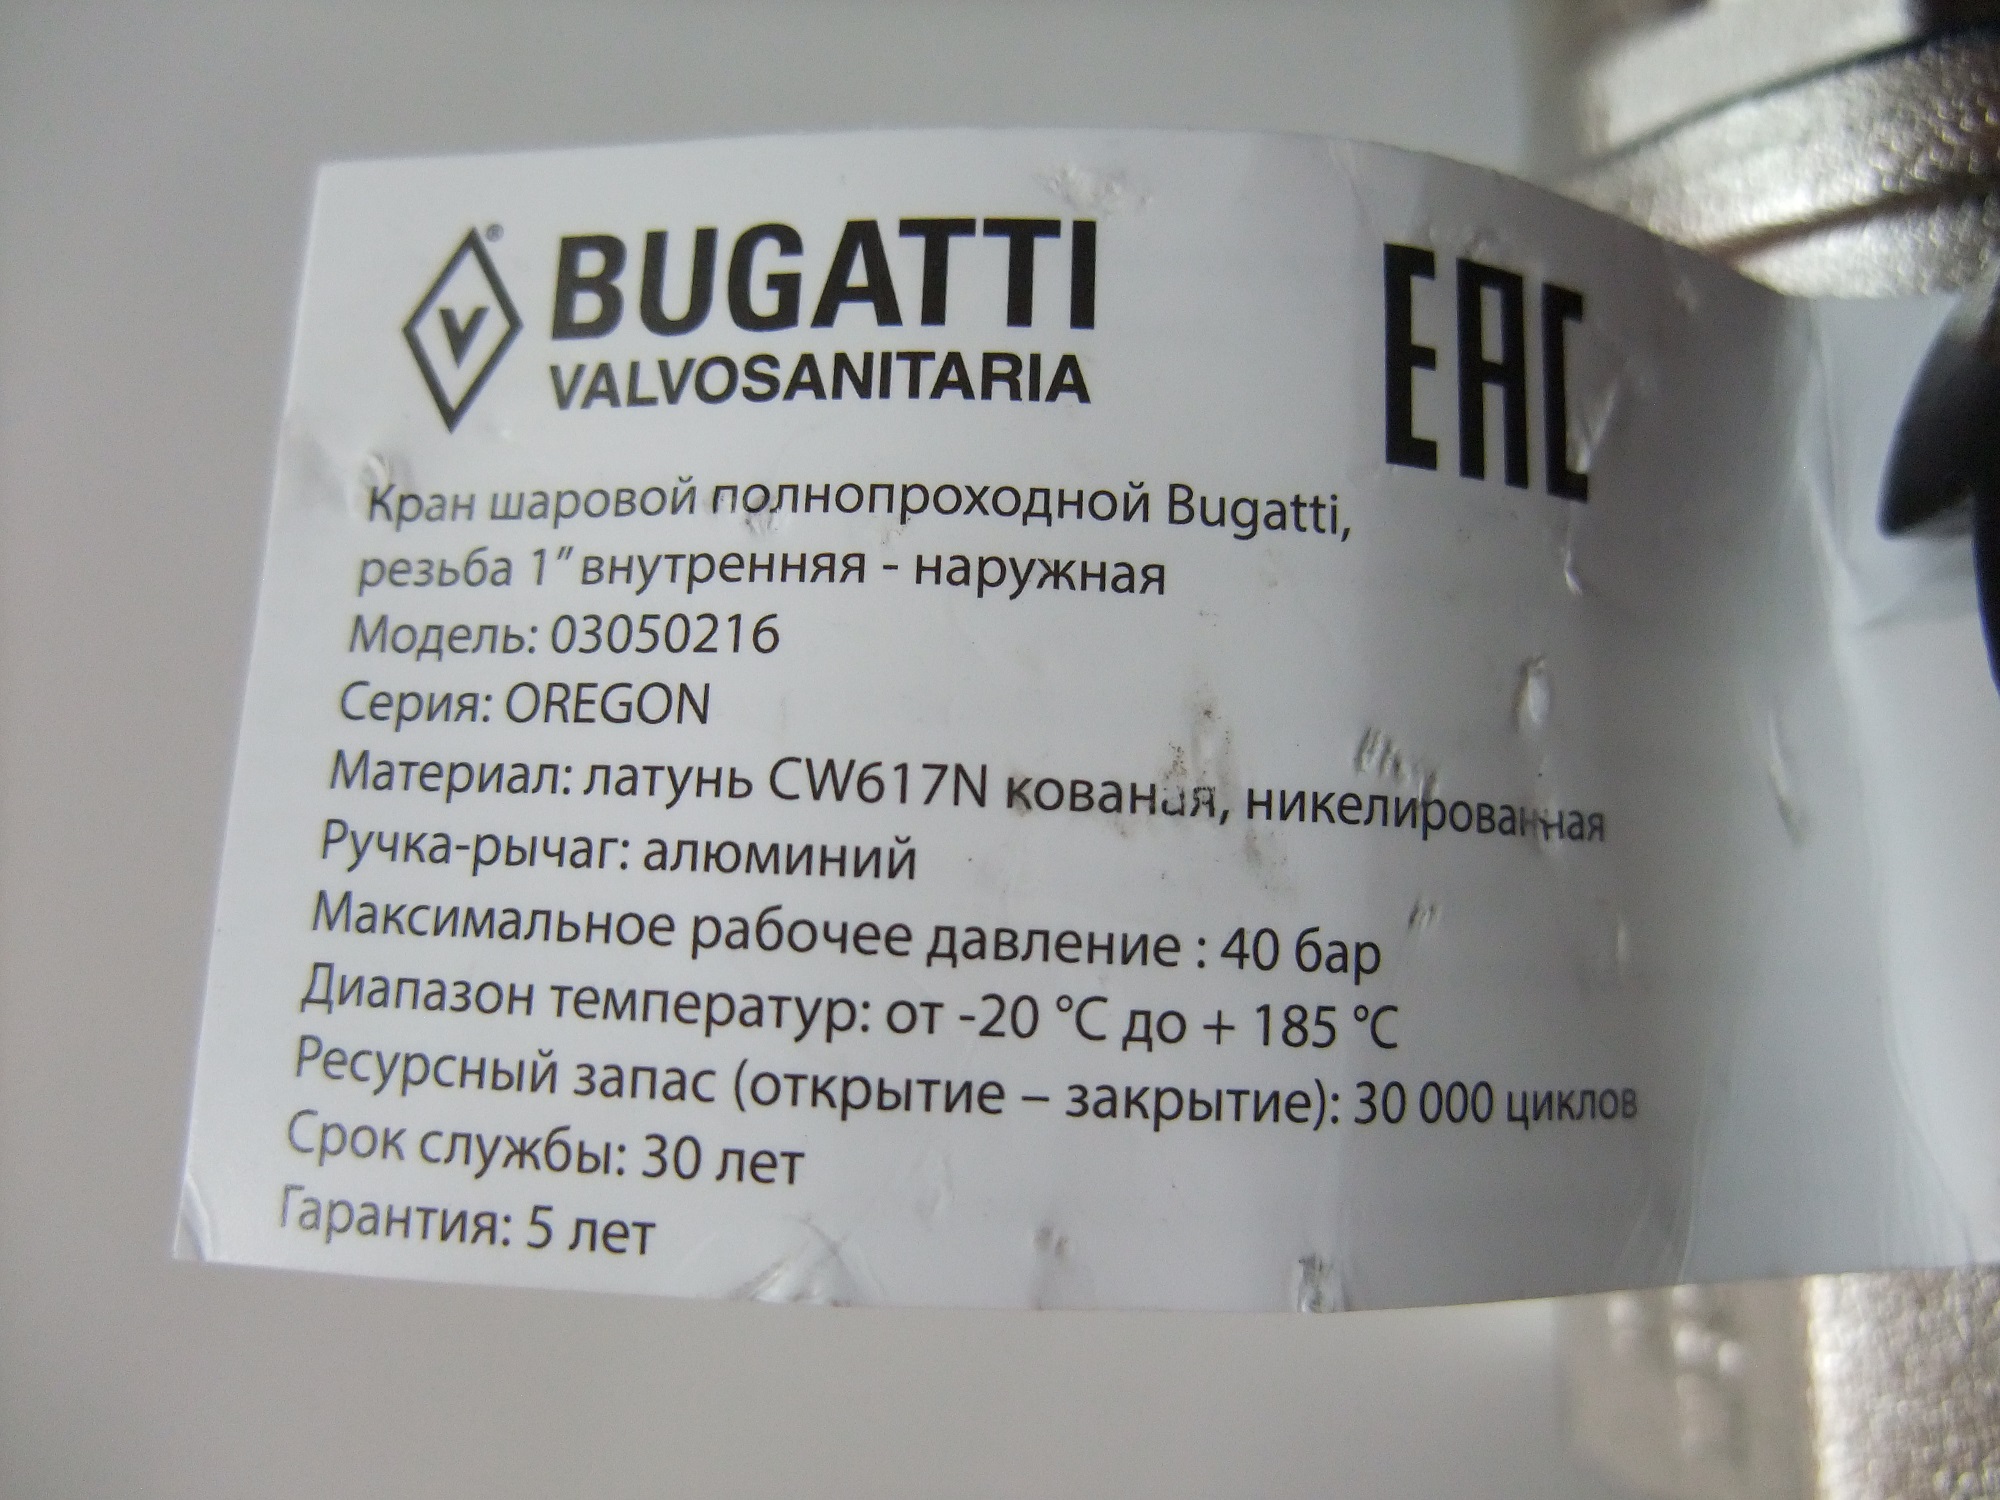 BUGATTI
VALVOSANITARIA
EAC
Кран шаровой полнопроходной Bugatti,
резьба 1" внутренняя - наружная
Модель: 03050216
Серия: OREGON
Материал: латунь CW617N кованая, никелированная
Ручка-рычаг: алюминий
Максимальное рабочее давление : 40 бар
Диапазон температур: от -20 °C до + 185 °C
Ресурсный запас (открытие – закрытие): 30 000 циклов
Срок службы: 30 лет
Гарантия: 5 лет